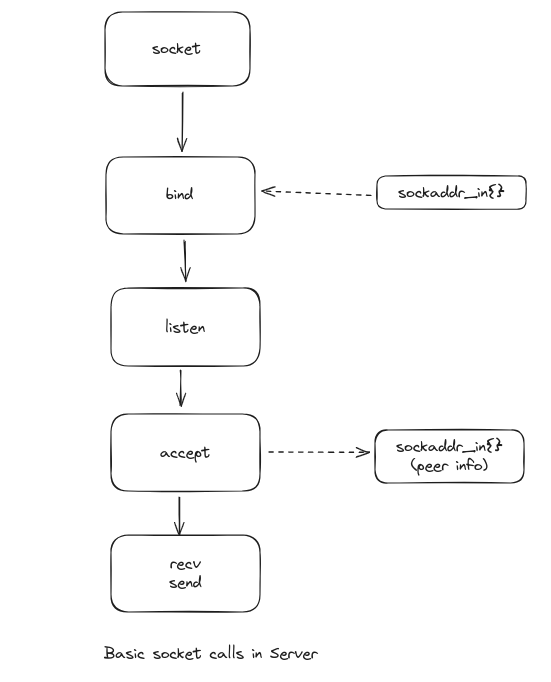 socket
bind
sockaddr_in{}
listen
accept
sockaddr_in{}
(peer info)
recv
send
Basic socket calls in Server